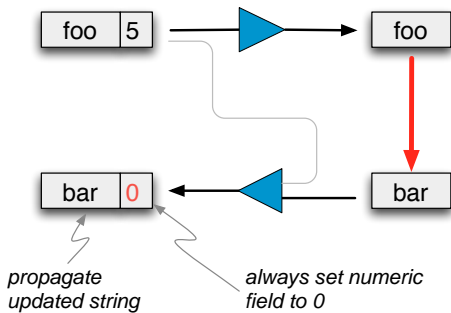 foo 5 foo
bar 0 bar
propagate
updated string
always set numeric
field to 0